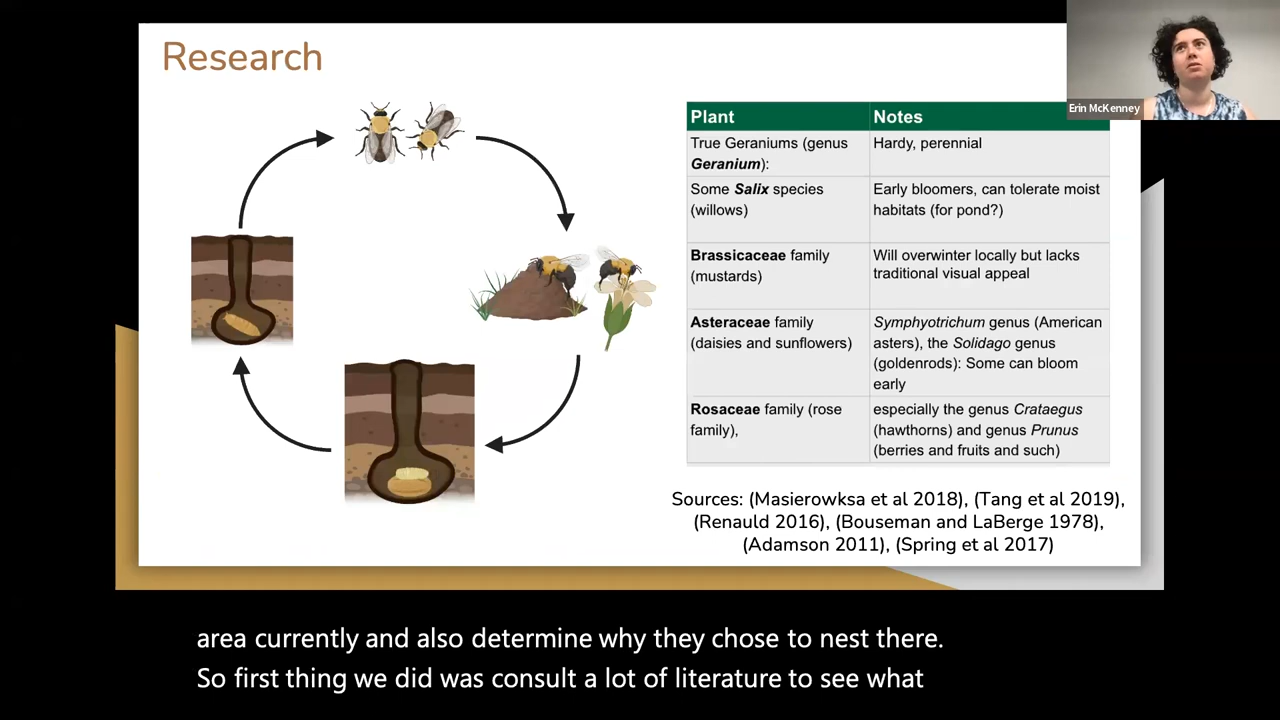 Research
Erin McKenney
Plant Notes
True Geraniums (genus Hardy, perennial
Geranium):
Some Salix species Early bloomers, can tolerate moist
(willows) habitats (for pond?)
Brassicaceae family Will overwinter locally but lacks
(mustards) traditional visual appeal
Asteraceae family Symphyotrichum genus (American
(daisies and sunflowers) asters), the Solidago genus
(goldenrods): Some can bloom
early
Rosaceae family (rose especially the genus Crataegus
family), (hawthorns) and genus Prunus
(berries and fruits and such)
Sources: (Masierowksa et al 2018), (Tang et al 2019),
(Renauld 2016), (Bouseman and LaBerge 1978),
(Adamson 2011), (Spring et al 2017)
area currently and also determine why they chose to nest there.
So first thing we did was consult a lot of literature to see what